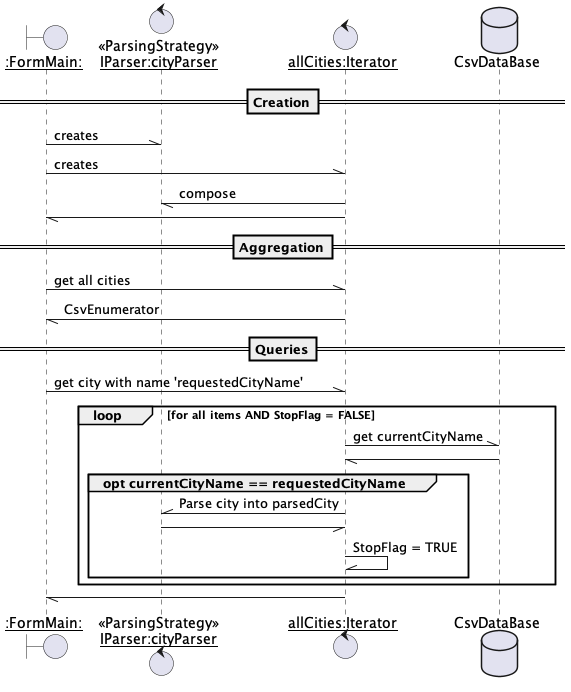 «ParsingStrategy»
:FormMain: IParser:cityParser allCities:Iterator CsvDataBase
Creation
creates
creates
compose
Aggregation
get all cities
CsvEnumerator
Queries
get city with name 'requestedCityName'
loop [for all items AND StopFlag = FALSE]
get currentCityName
opt currentCityName == requestedCityName
Parse city into parsedCity
StopFlag = TRUE
:FormMain: «ParsingStrategy» allCities:Iterator CsvDataBase
IParser:cityParser